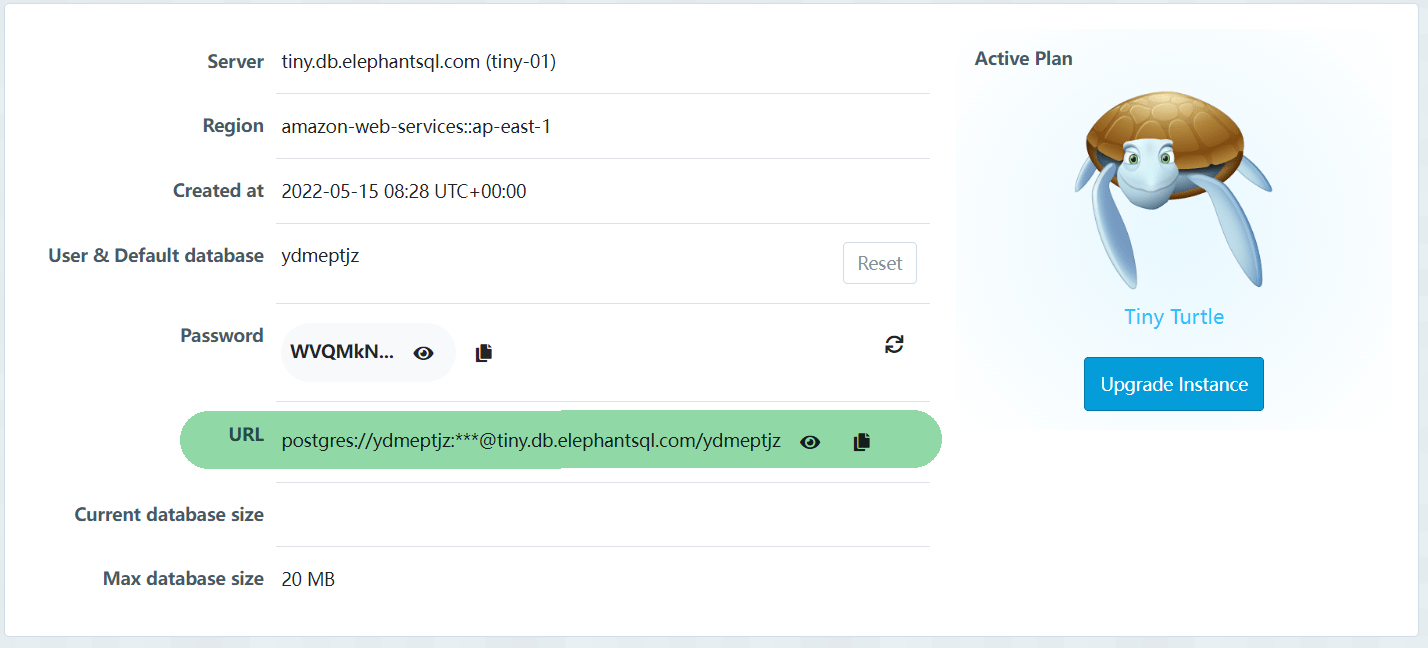 Server tiny.db.elephantsql.com (tiny-01)
Region amazon-web-services::ap-east-1
Created at 2022-05-15 08:28 UTC+00:00
User & Default database ydmeptjz Reset
Password WVQMkN...
URL postgres://ydmeptjz:***@tiny.db.elephantsql.com/ydmeptjz
Current database size
Max database size 20 MB
Active Plan
Tiny Turtle
Upgrade Instance